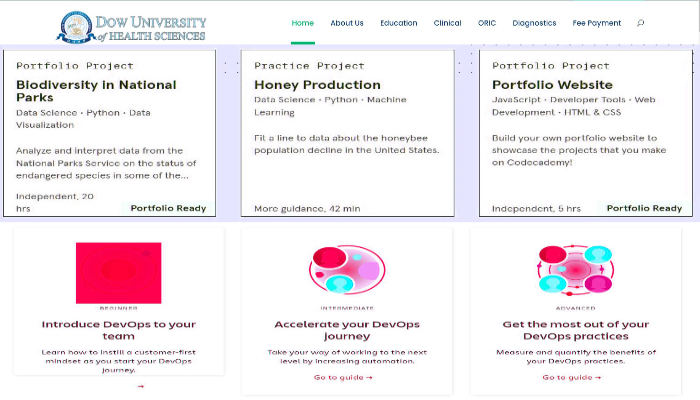 DOW UNIVERSITY
of HEALTH SCIENCES
Home About Us Education Clinical ORIC Diagnostics Fee Payment
Portfolio Project
Biodiversity in National
Parks
Data Science • Python • Data
Visualization
Analyze and interpret data from the
National Parks Service on the status of
endangered species in some of the...
Independent, 20
hrs
Portfolio Ready
Practice Project
Honey Production
Data Science • Python • Machine
Learning
Fit a line to data about the honeybee
population decline in the United States.
More guidance, 42 min
Portfolio Project
Portfolio Website
JavaScript • Developer Tools • Web
Development • HTML & CSS
Build your own portfolio website to
showcase the projects that you make
on Codecademy!
Independent, 5 hrs
Portfolio Ready
BEGINNER
Introduce DevOps to your
team
Learn how to instill a customer-first
mindset as you start your DevOps
journey.
→
INTERMEDIATE
Accelerate your DevOps
journey
Take your way of working to the next
level by increasing automation.
Go to guide →
ADVANCED
Get the most out of your
DevOps practices
Measure and quantify the benefits of
your DevOps practices.
Go to guide →